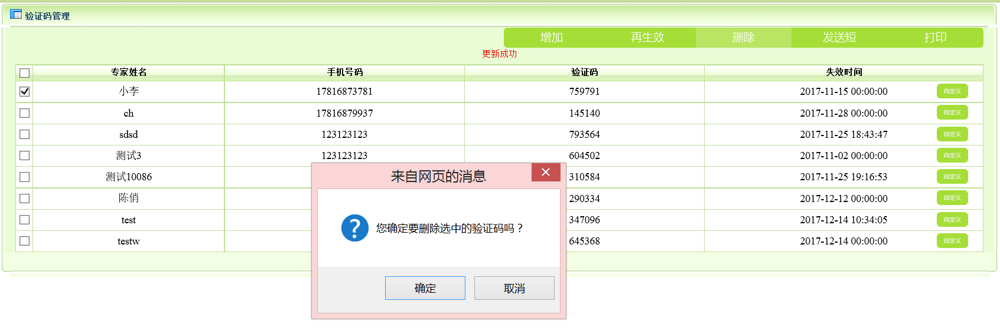 验证码管理
增加 再生效 删除 发送短 打印
更新成功
专家姓名 手机号码 验证码 失效时间
小李 17816873781 759791 2017-11-15 00:00:00 自定义
ch 17816879937 145140 2017-11-28 00:00:00 自定义
sdsd 123123123 793564 2017-11-25 18:43:47 自定义
测试3 123123123 604502 2017-11-02 00:00:00 自定义
测试10086 310584 2017-11-25 19:16:53 自定义
陈俏 290334 2017-12-12 00:00:00 自定义
test 347096 2017-12-14 10:34:05 自定义
testw 645368 2017-12-14 00:00:00 自定义
来自网页的消息
您确定要删除选中的验证码吗？
确定 取消